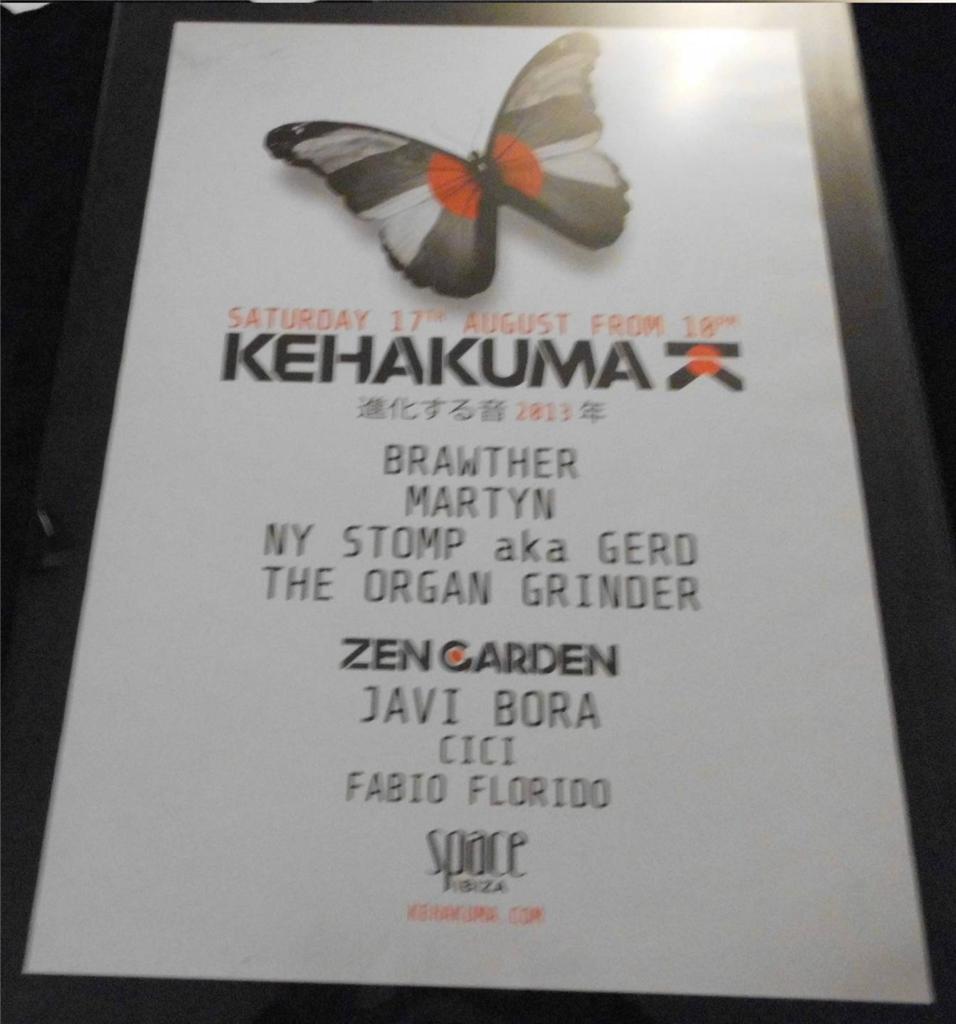 SATURDAY 17TH AUGUST FROM 10PM
KEHAKUMA
進化する音 2013 年
BRAWTHER
MARTYN
NY STOMP aka GERD
THE ORGAN GRINDER
ZEN GARDEN
JAVI BORA
CICI
FABIO FLORIDO
space
IBIZA
KEHAKUMA.COM